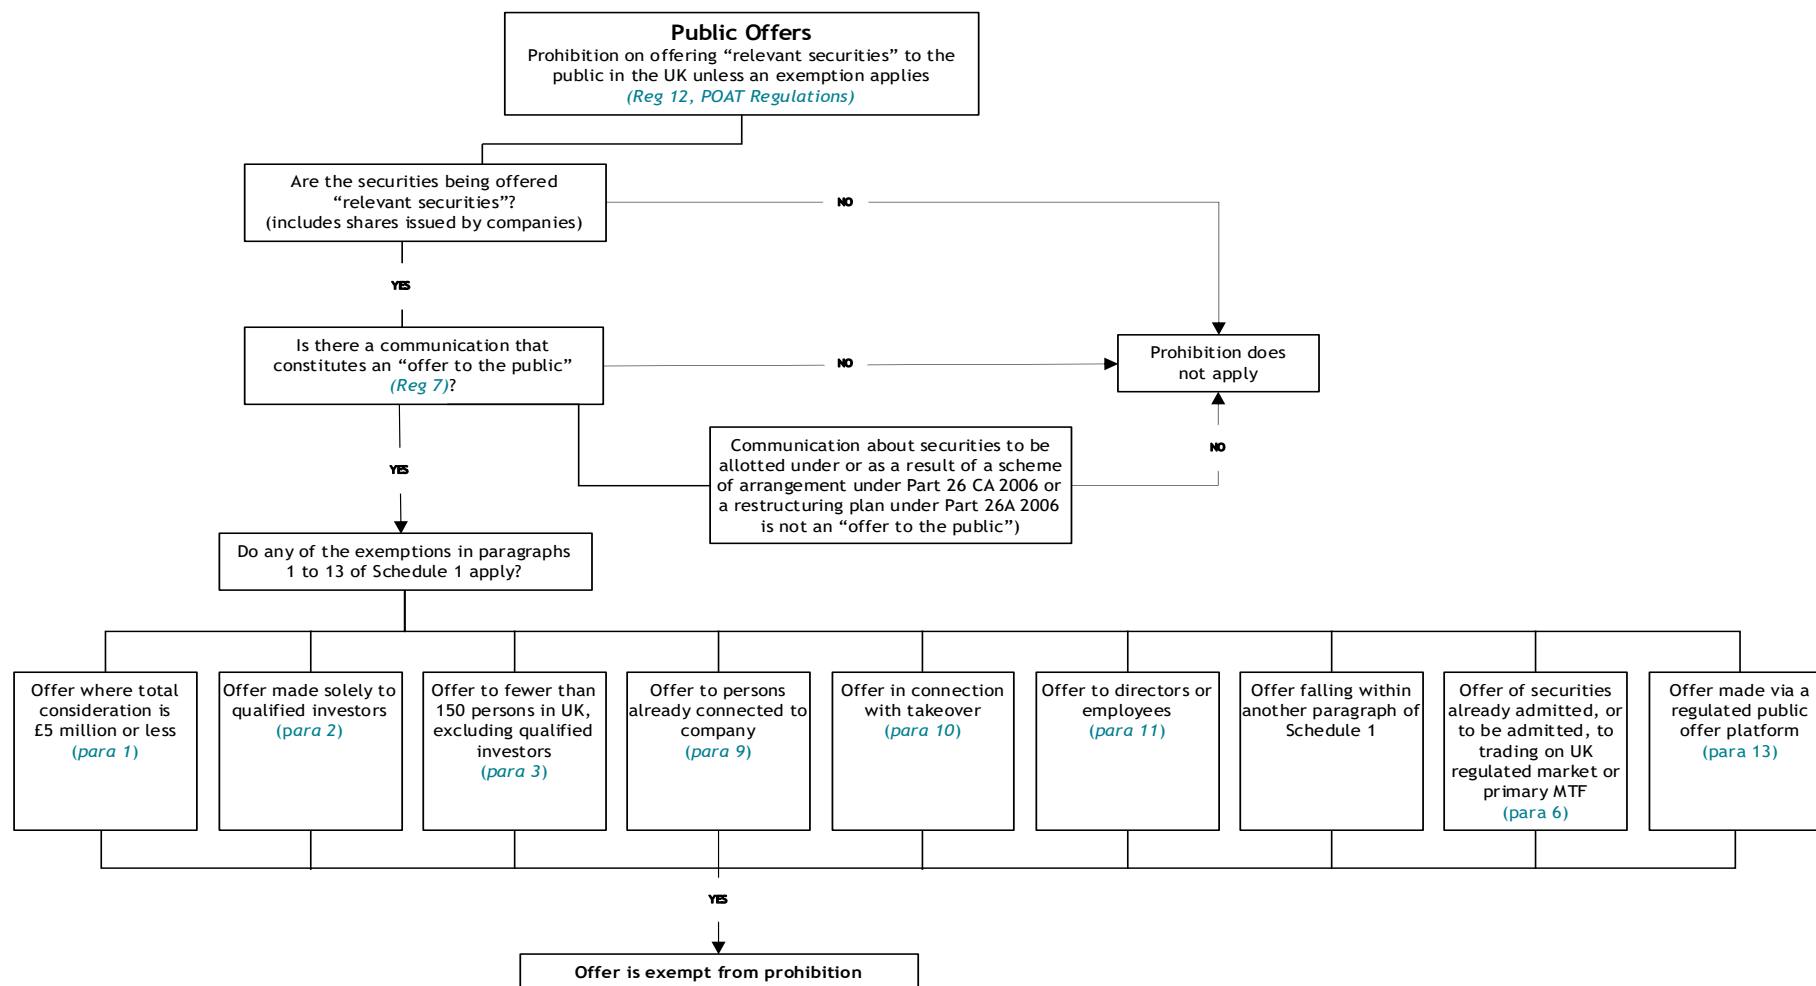 Public Offers
Prohibition on offering “relevant securities” to the
public in the UK unless an exemption applies
(Reg 12, POAT Regulations)
Are the securities being offered
“relevant securities”?
(includes shares issued by companies)
NO
YES
Is there a communication that
constitutes an “offer to the public”
(Reg 7)?
NO
Prohibition does
not apply
YES
Communication about securities to be
allotted under or as a result of a scheme
of arrangement under Part 26 CA 2006 or
a restructuring plan under Part 26A 2006
is not an “offer to the public”)
NO
Do any of the exemptions in paragraphs
1 to 13 of Schedule 1 apply?
Offer where total
consideration is
£5 million or less
(para 1)
Offer made solely to
qualified investors
(para 2)
Offer to fewer than
150 persons in UK,
excluding qualified
investors
(para 3)
Offer to persons
already connected to
company
(para 9)
Offer in connection
with takeover
(para 10)
Offer to directors or
employees
(para 11)
Offer falling within
another paragraph of
Schedule 1
Offer of securities
already admitted, or
to be admitted, to
trading on UK
regulated market or
primary MTF
(para 6)
Offer made via a
regulated public
offer platform
(para 13)
YES
Offer is exempt from prohibition